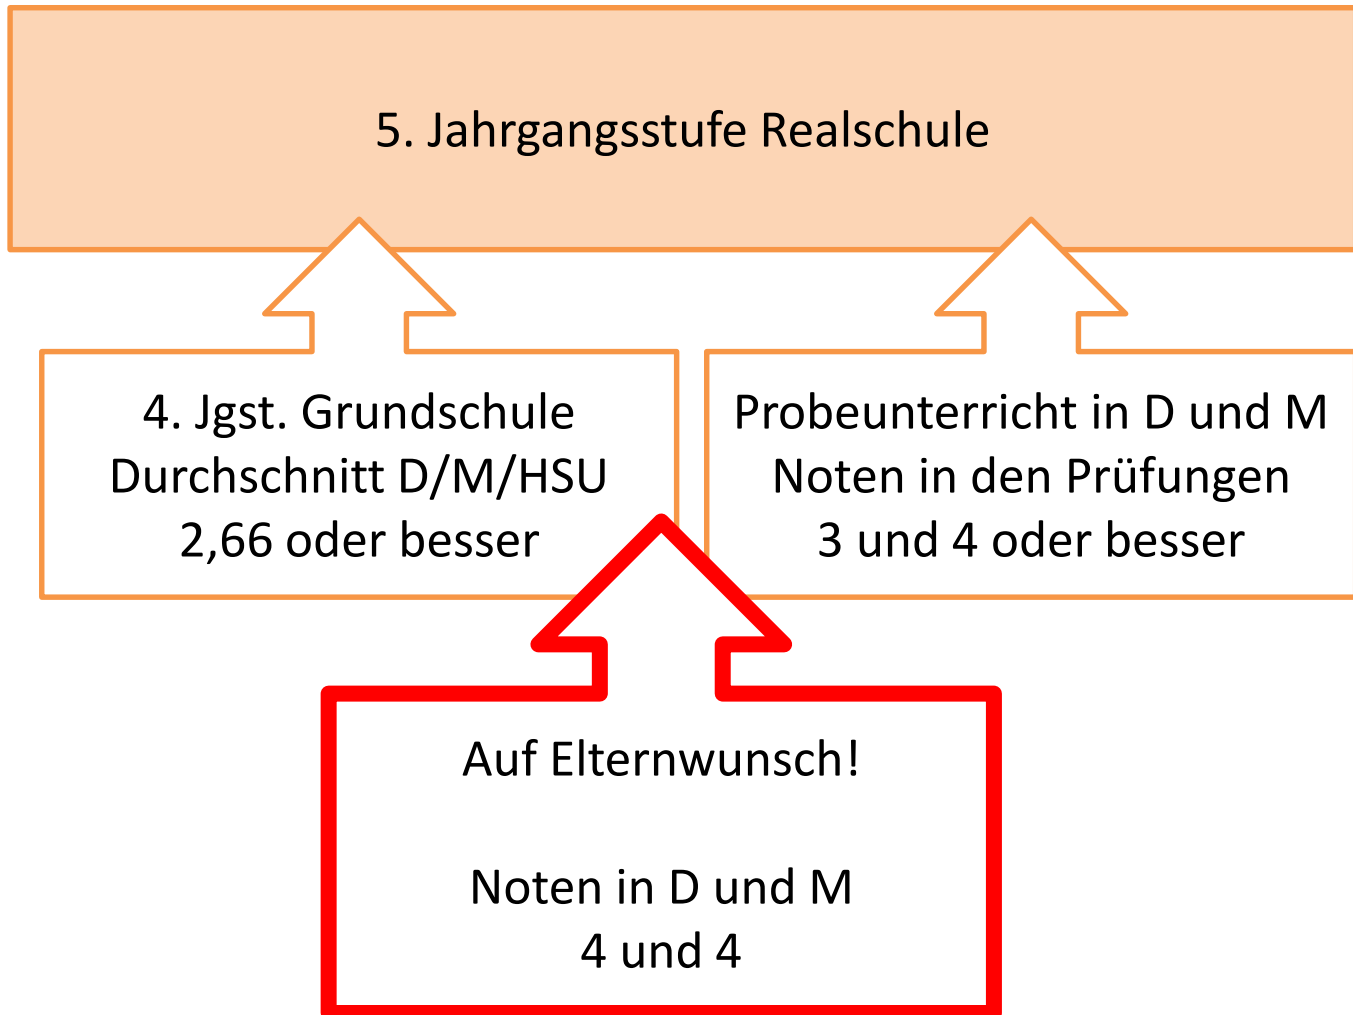 5. Jahrgangsstufe Realschule
4. Jgst. Grundschule
Durchschnitt D/M/HSU
2,66 oder besser
Probeunterricht in D und M
Noten in den Prüfungen
3 und 4 oder besser
Auf Elternwunsch!
Noten in D und M
4 und 4